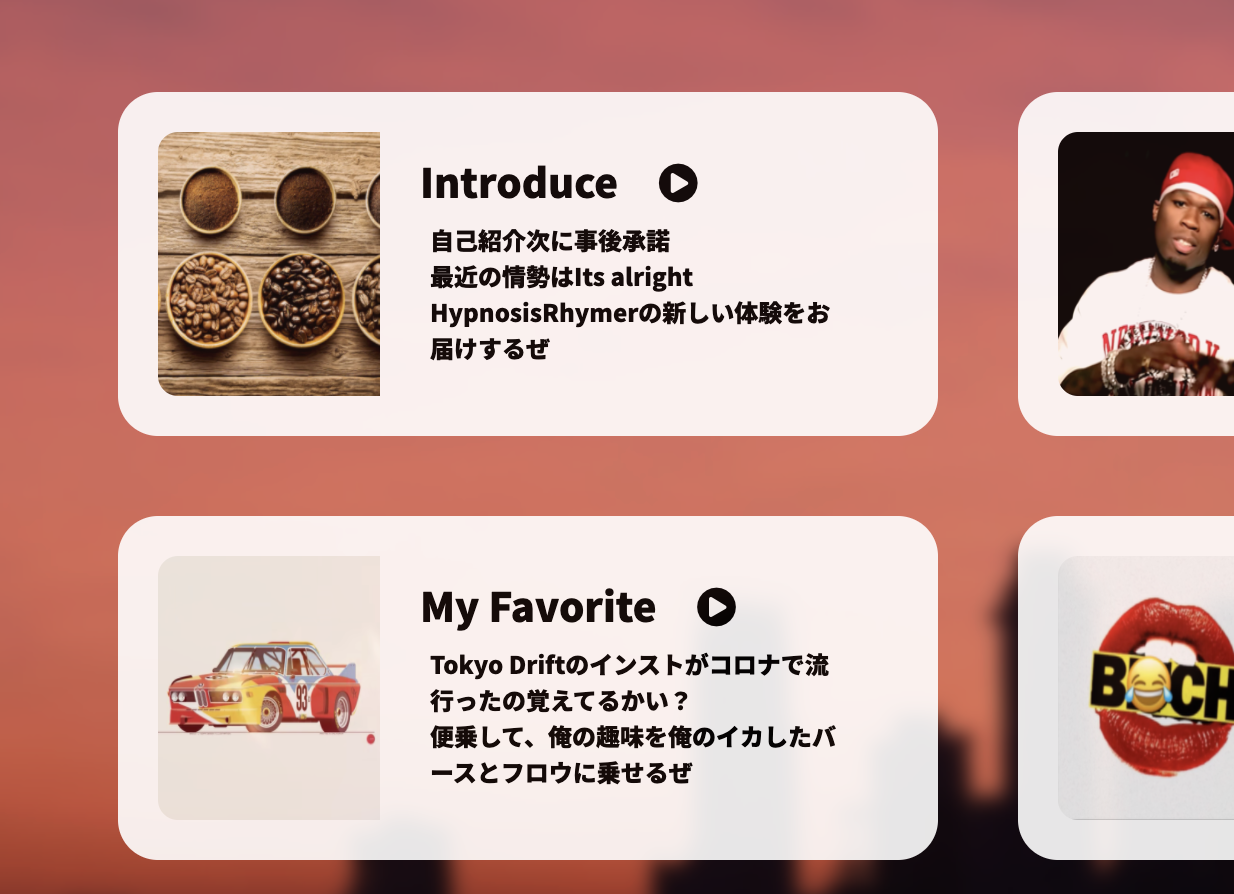 Introduce
自己紹介次に事後承諾
最近の情勢はIts alright
HypnosisRhymerの新しい体験をお
届けするぜ
My Favorite
Tokyo Driftのインストがコロナで流
行ったの覚えてるかい？
便乗して、俺の趣味を俺のイカしたバ
ースとフロウに乗せるぜ
93
B CH